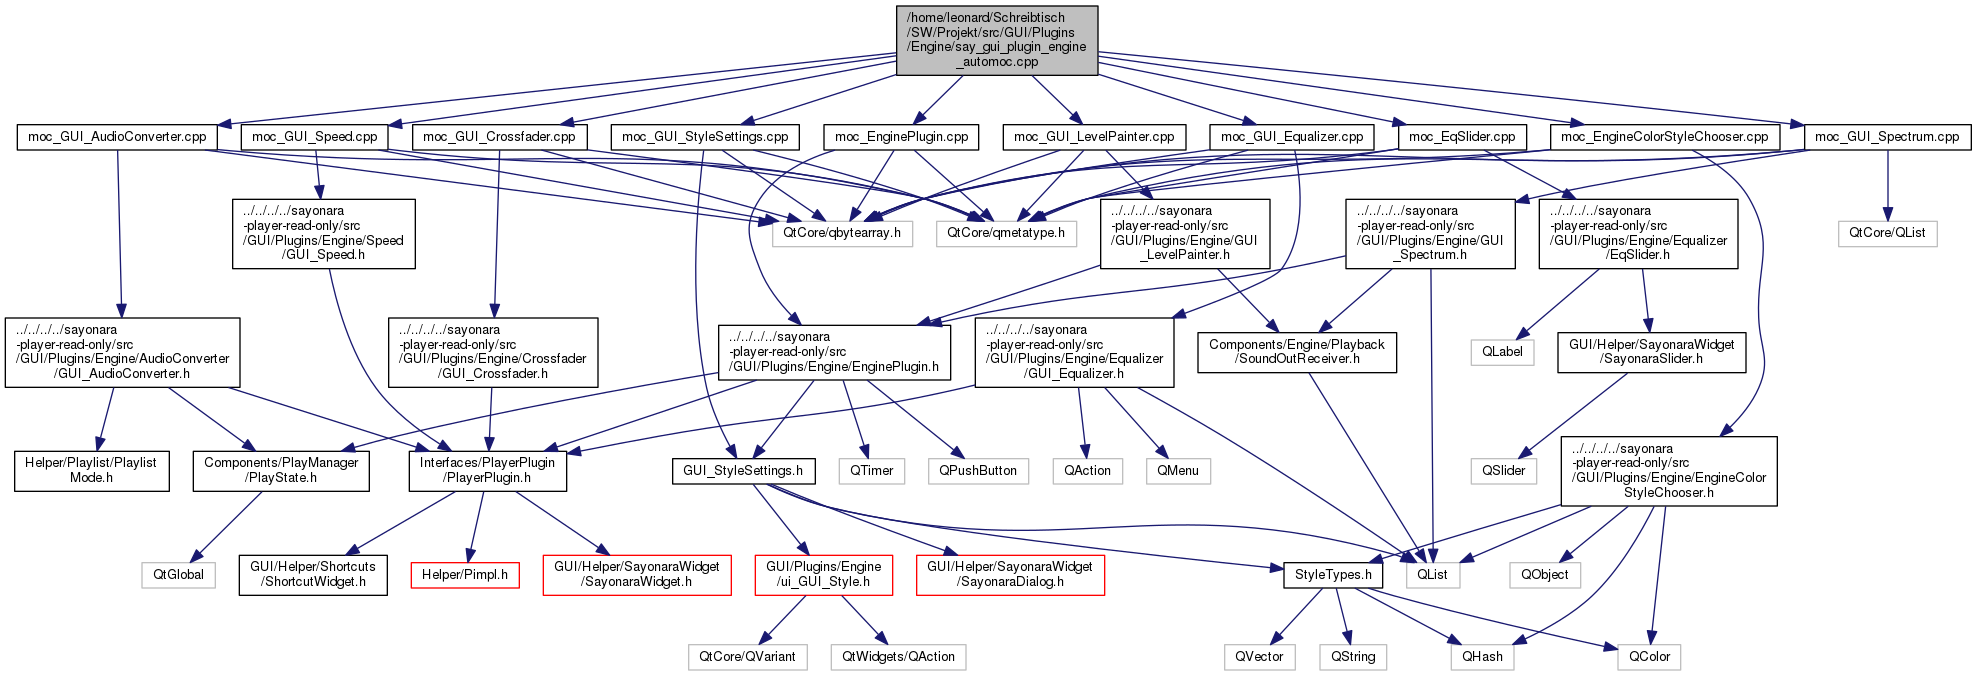 /home/leonard/Schreibtisch
/SW/Projekt/src/GUI/Plugins
/Engine/say_gui_plugin_engine
_automoc.cpp
moc_GUI_AudioConverter.cpp
moc_GUI_Speed.cpp
moc_GUI_Crossfader.cpp
moc_GUI_StyleSettings.cpp
moc_EnginePlugin.cpp
moc_GUI_LevelPainter.cpp
moc_GUI_Equalizer.cpp
moc_EqSlider.cpp
moc_EngineColorStyleChooser.cpp
moc_GUI_Spectrum.cpp
../../../../sayonara
-player-read-only/src
/GUI/Plugins/Engine/Speed
/GUI_Speed.h
QtCore/qbytearray.h
QtCore/qmetatype.h
../../../../sayonara
-player-read-only/src
/GUI/Plugins/Engine/GUI
_LevelPainter.h
../../../../sayonara
-player-read-only/src
/GUI/Plugins/Engine/GUI
_Spectrum.h
../../../../sayonara
-player-read-only/src
/GUI/Plugins/Engine/Equalizer
/EqSlider.h
QtCore/QList
../../../../sayonara
-player-read-only/src
/GUI/Plugins/Engine/AudioConverter
/GUI_AudioConverter.h
../../../../sayonara
-player-read-only/src
/GUI/Plugins/Engine/Crossfader
/GUI_Crossfader.h
../../../../sayonara
-player-read-only/src
/GUI/Plugins/Engine/EnginePlugin.h
../../../../sayonara
-player-read-only/src
/GUI/Plugins/Engine/Equalizer
/GUI_Equalizer.h
Components/Engine/Playback
/SoundOutReceiver.h
QLabel
GUI/Helper/SayonaraWidget
/SayonaraSlider.h
Helper/Playlist/Playlist
Mode.h
Components/PlayManager
/PlayState.h
Interfaces/PlayerPlugin
/PlayerPlugin.h
GUI_StyleSettings.h
QTimer
QPushButton
QAction
QMenu
QSlider
../../../../sayonara
-player-read-only/src
/GUI/Plugins/Engine/EngineColor
StyleChooser.h
QtGlobal
GUI/Helper/Shortcuts
/ShortcutWidget.h
Helper/Pimpl.h
GUI/Helper/SayonaraWidget
/SayonaraWidget.h
GUI/Plugins/Engine
/ui_GUI_Style.h
GUI/Helper/SayonaraWidget
/SayonaraDialog.h
StyleTypes.h
QList
QObject
QtCore/QVariant
QtWidgets/QAction
QVector
QString
QHash
QColor